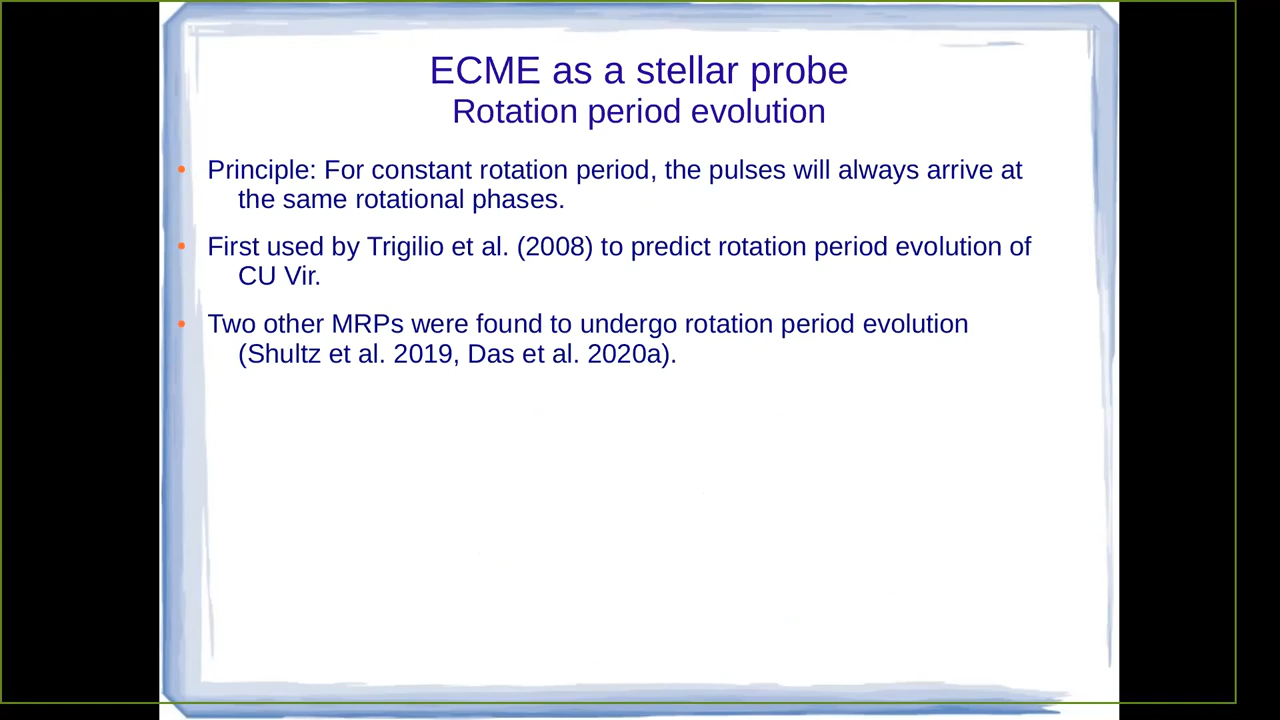 ECME as a stellar probe
Rotation period evolution
• Principle: For constant rotation period, the pulses will always arrive at
the same rotational phases.
• First used by Trigilio et al. (2008) to predict rotation period evolution of
CU Vir.
• Two other MRPs were found to undergo rotation period evolution
(Shultz et al. 2019, Das et al. 2020a).